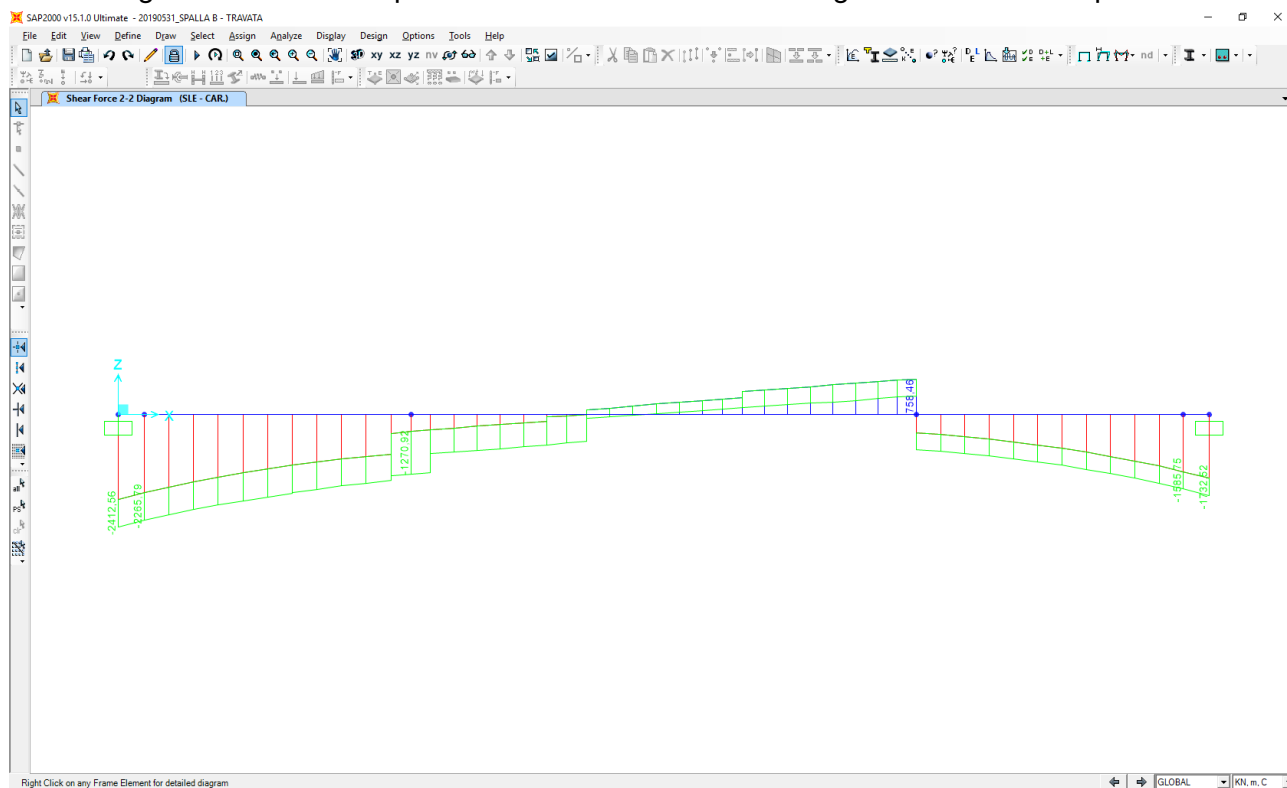 SAP2000 v15.1.0 Ultimate - 20190531_SPALLA B - TRAVATA
File Edit View Define Draw Select Assign Analyze Display Design Options Tools Help
xy xz yz nv nd
Shear Force 2-2 Diagram (SLE - CAR.)
Z
X
758,46
-1270,92
-2412,56
-2265,79
-1585,75
-1732,62
Right Click on any Frame Element for detailed diagram
GLOBAL
KN, m, C